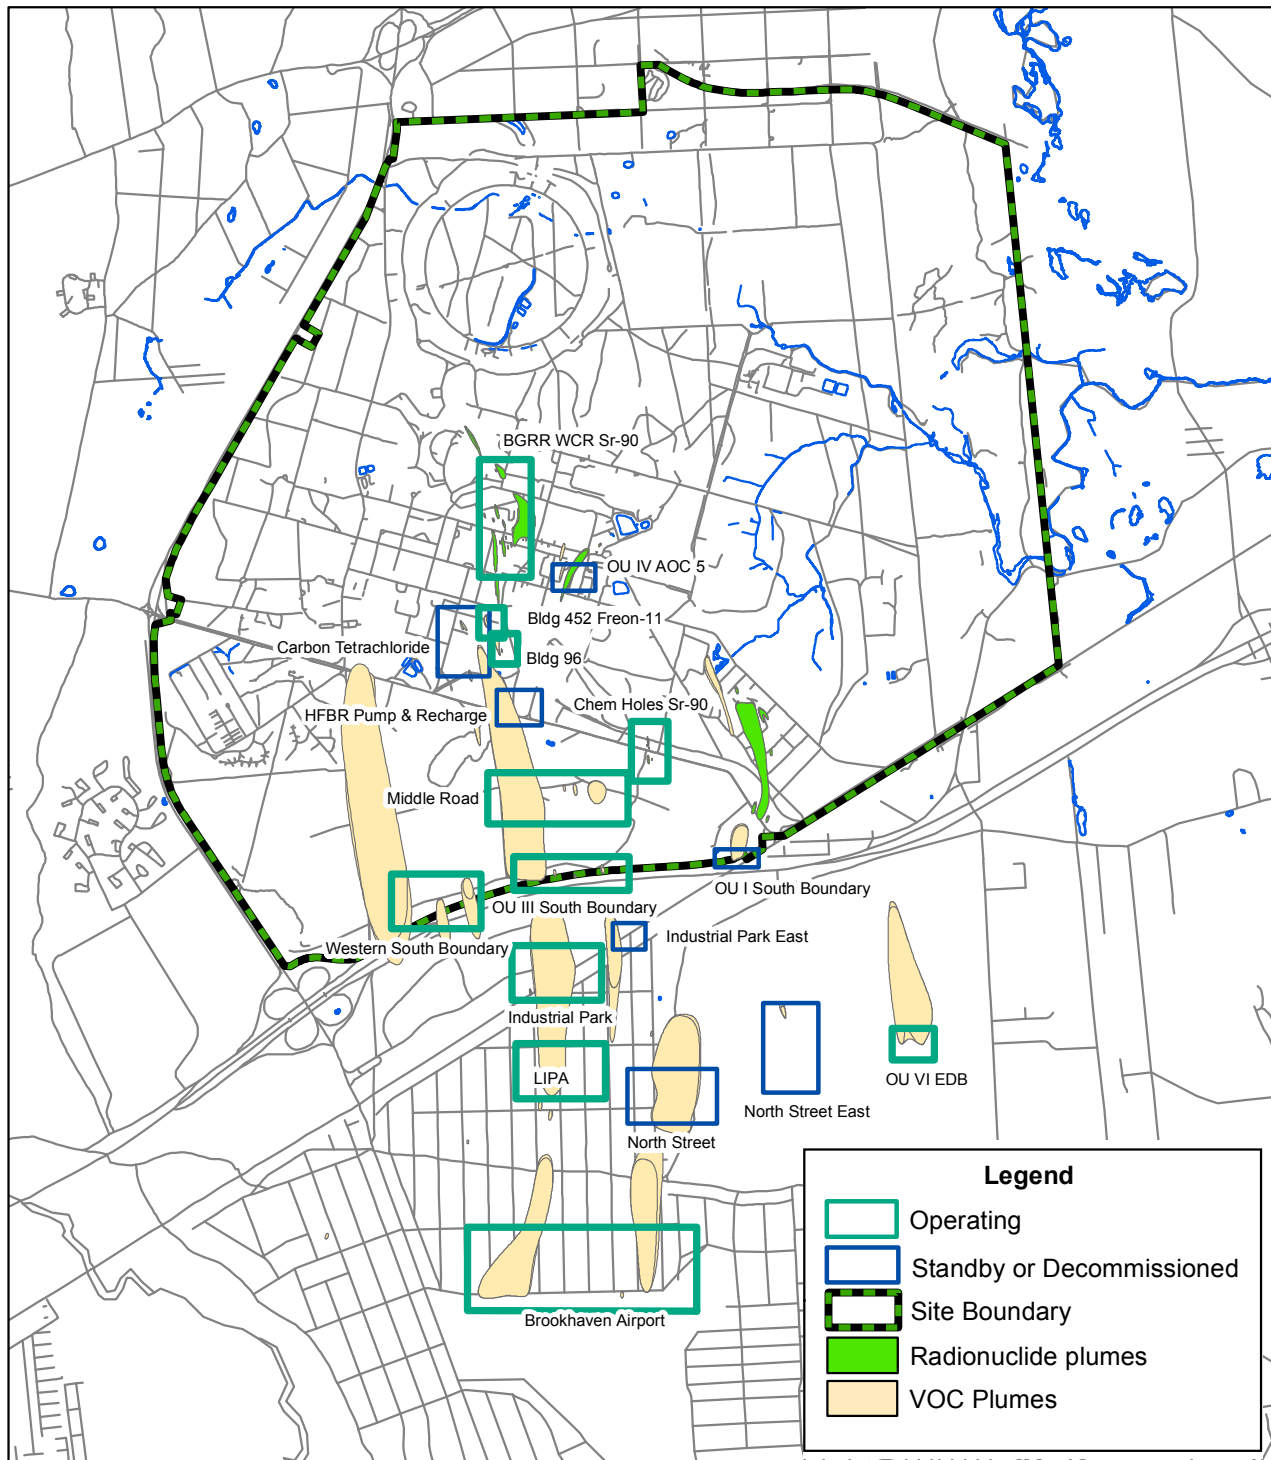 BGRR WCR Sr-90
OU IV AOC 5
Bldg 452 Freon-11
Carbon Tetrachloride
Bldg 96
Chem Holes Sr-90
HFBR Pump & Recharge
Middle Road
OU I South Boundary
OU III South Boundary
Industrial Park East
Western South Boundary
Industrial Park
LIPA
OU VI EDB
North Street East
North Street
Brookhaven Airport
Legend
Operating
Standby or Decommissioned
Site Boundary
Radionuclide plumes
VOC Plumes